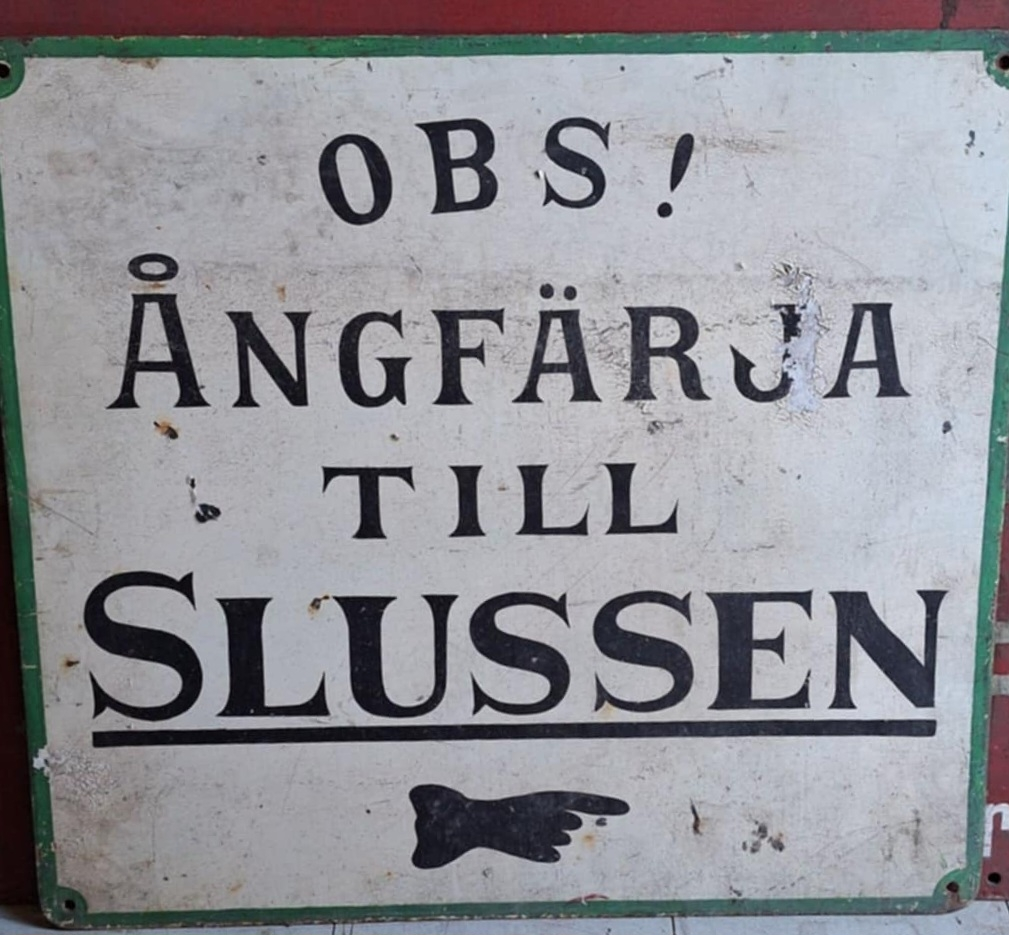 OBS!
ÅNGFÄRJA
TILL
SLUSSEN